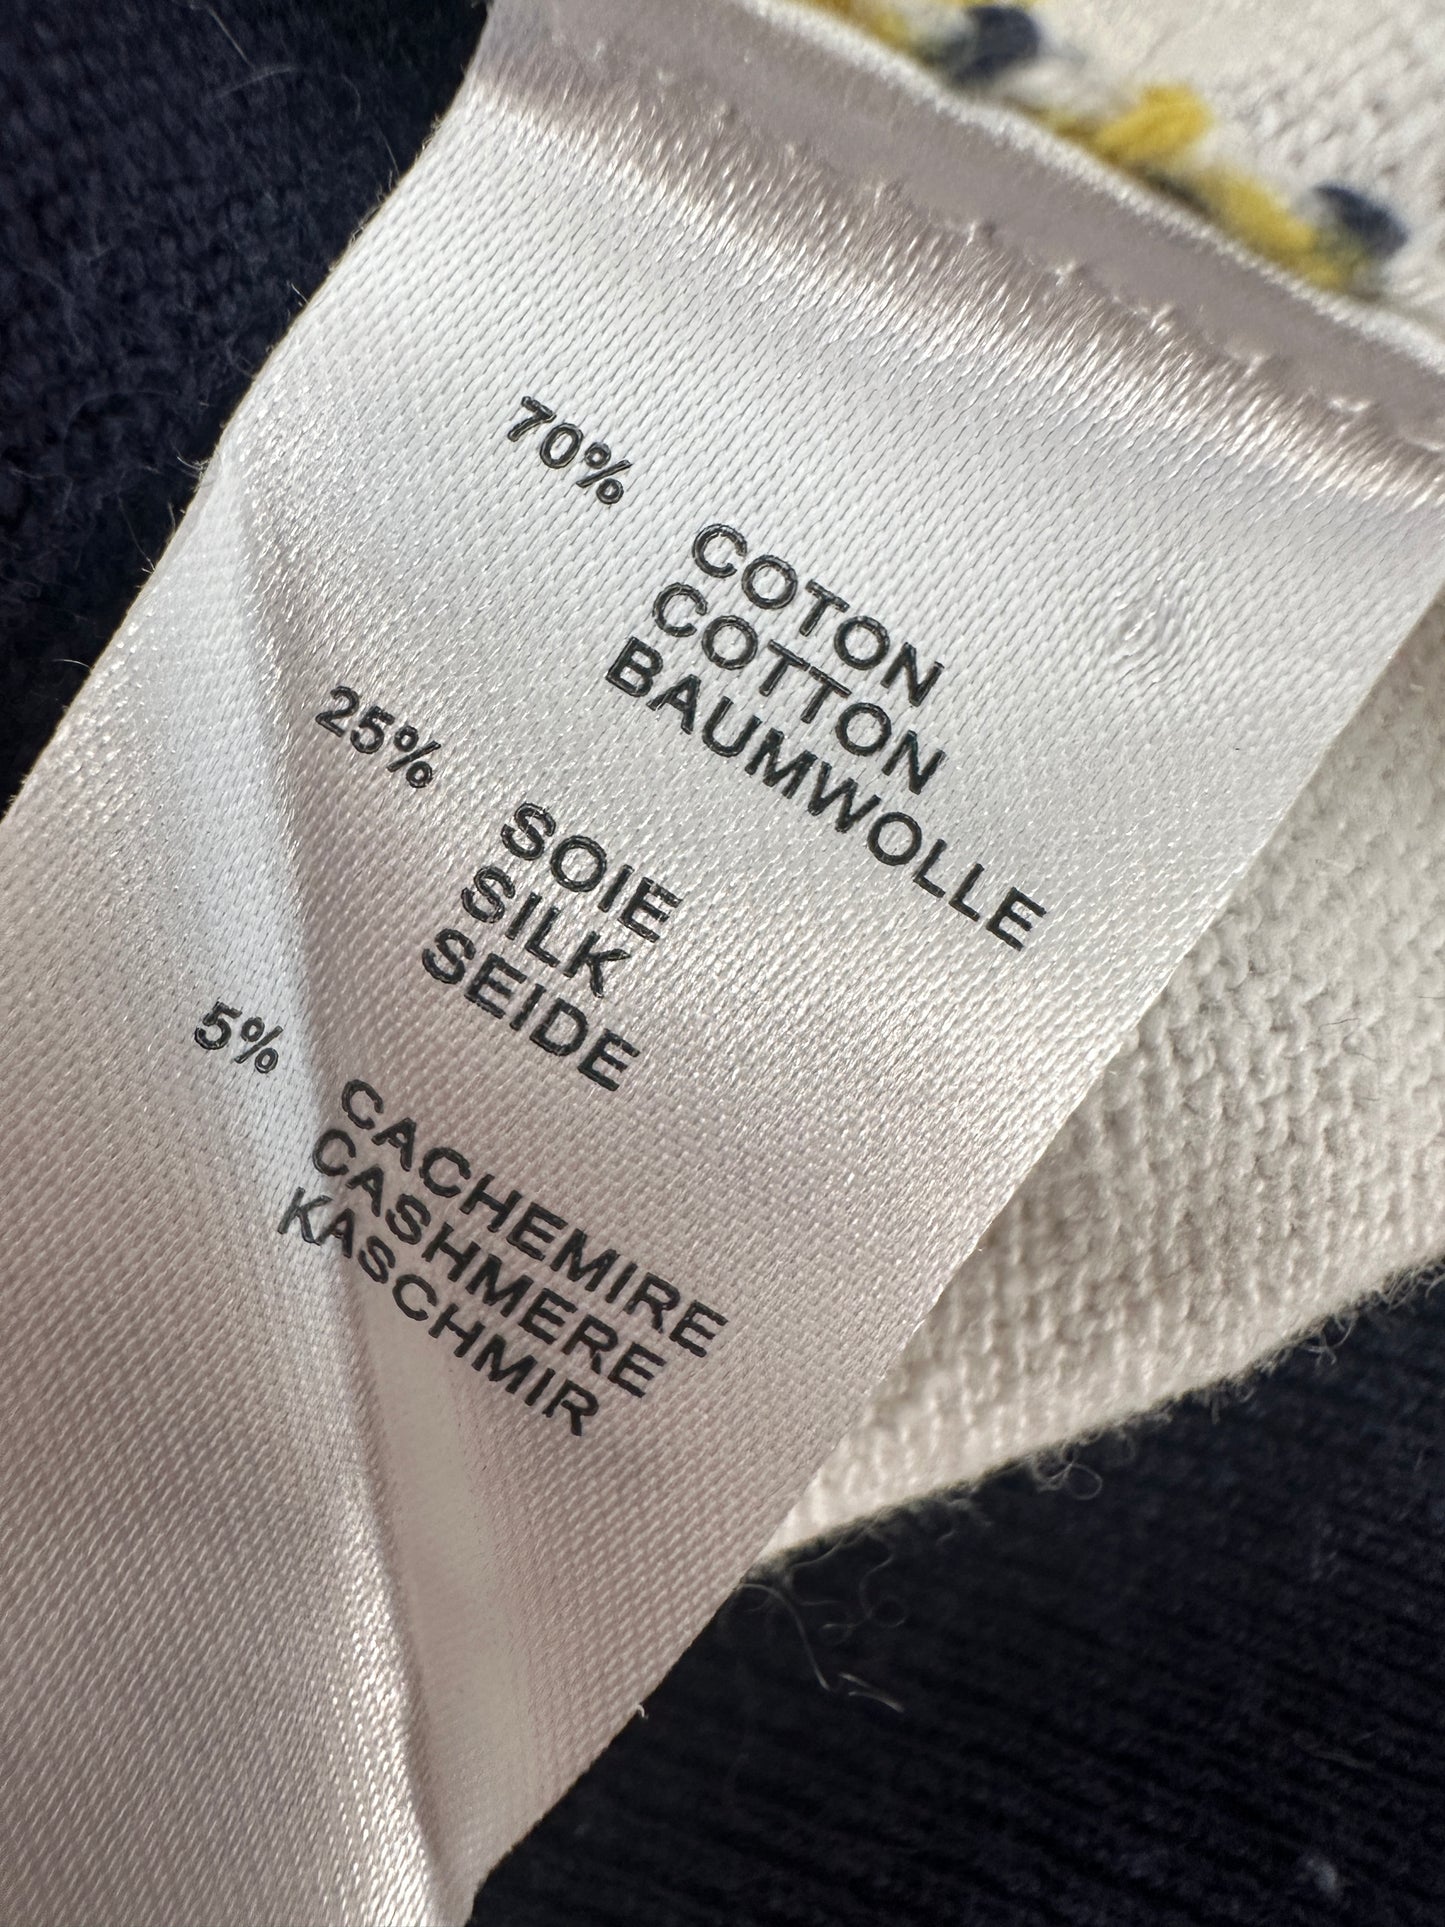 70%
COTON
COTTON
BAUMWOLLE
25%
SOIE
SILK
SEIDE
5%
CACHEMIRE
CASHMERE
KASCHMIR